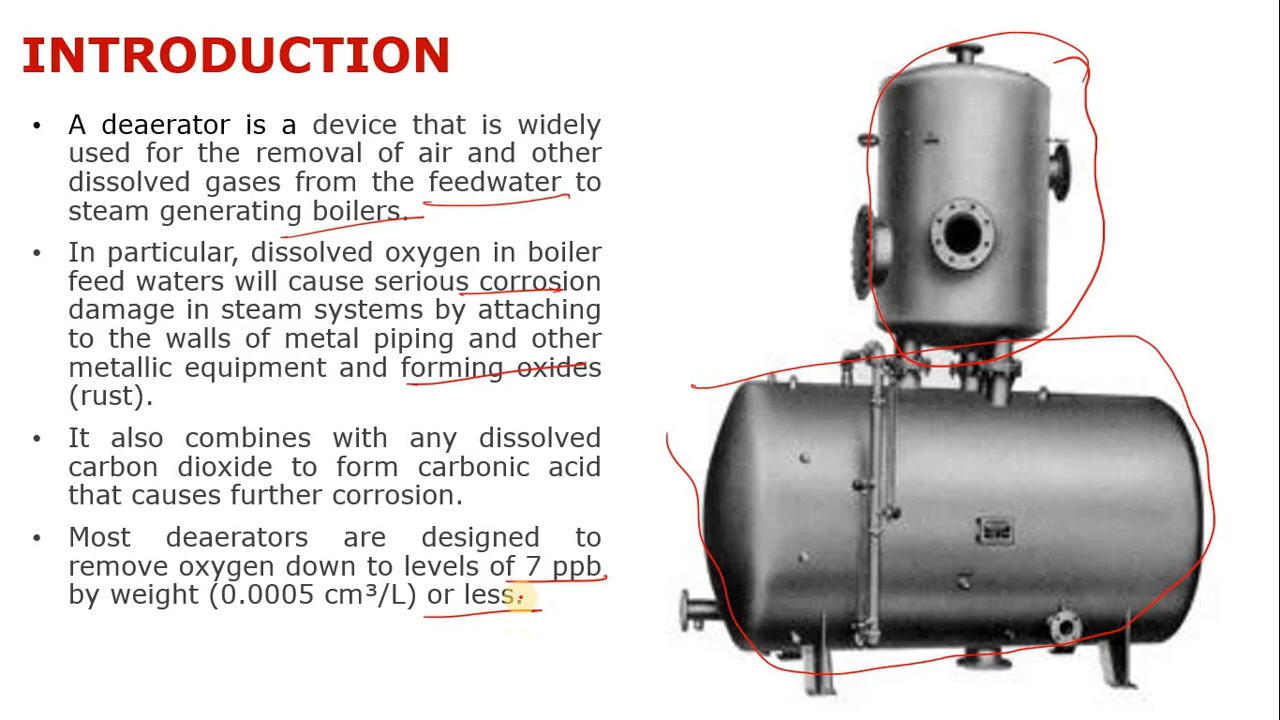 INTRODUCTION
• A deaerator is a device that is widely
used for the removal of air and other
dissolved gases from the feedwater to
steam generating boilers.
• In particular, dissolved oxygen in boiler
feed waters will cause serious corrosion
damage in steam systems by attaching
to the walls of metal piping and other
metallic equipment and forming oxides
(rust).
• It also combines with any dissolved
carbon dioxide to form carbonic acid
that causes further corrosion.
• Most deaerators are designed to
remove oxygen down to levels of 7 ppb
by weight (0.0005 cm³/L) or less.